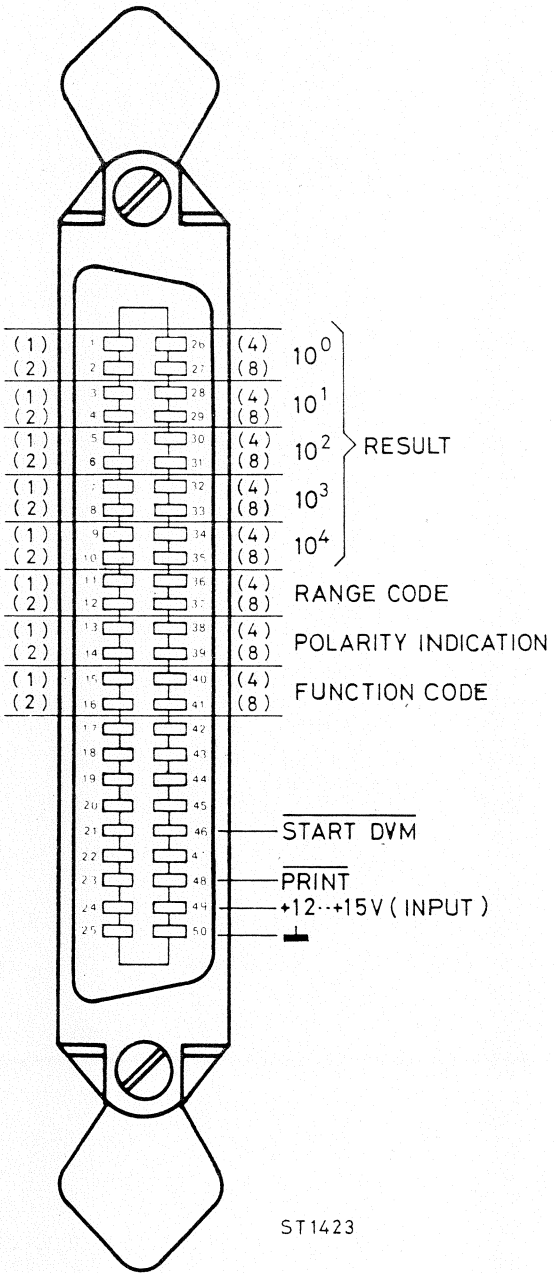 (1) 1 26 (4) 10⁰
(2) 2 27 (8)
(1) 3 28 (4) 10¹
(2) 4 29 (8)
(1) 5 30 (4) 10² RESULT
(2) 6 31 (8)
(1) 7 32 (4) 10³
(2) 8 33 (8)
(1) 9 34 (4) 10⁴
(2) 10 35 (8)
(1) 11 36 (4) RANGE CODE
(2) 12 37 (8)
(1) 13 38 (4) POLARITY INDICATION
(2) 14 39 (8)
(1) 15 40 (4) FUNCTION CODE
(2) 16 41 (8)
17 42
18 43
19 44
20 45
21 46 START DVM
22
23 48 PRINT
24 49 +12··+15V (INPUT)
25 50
ST1423